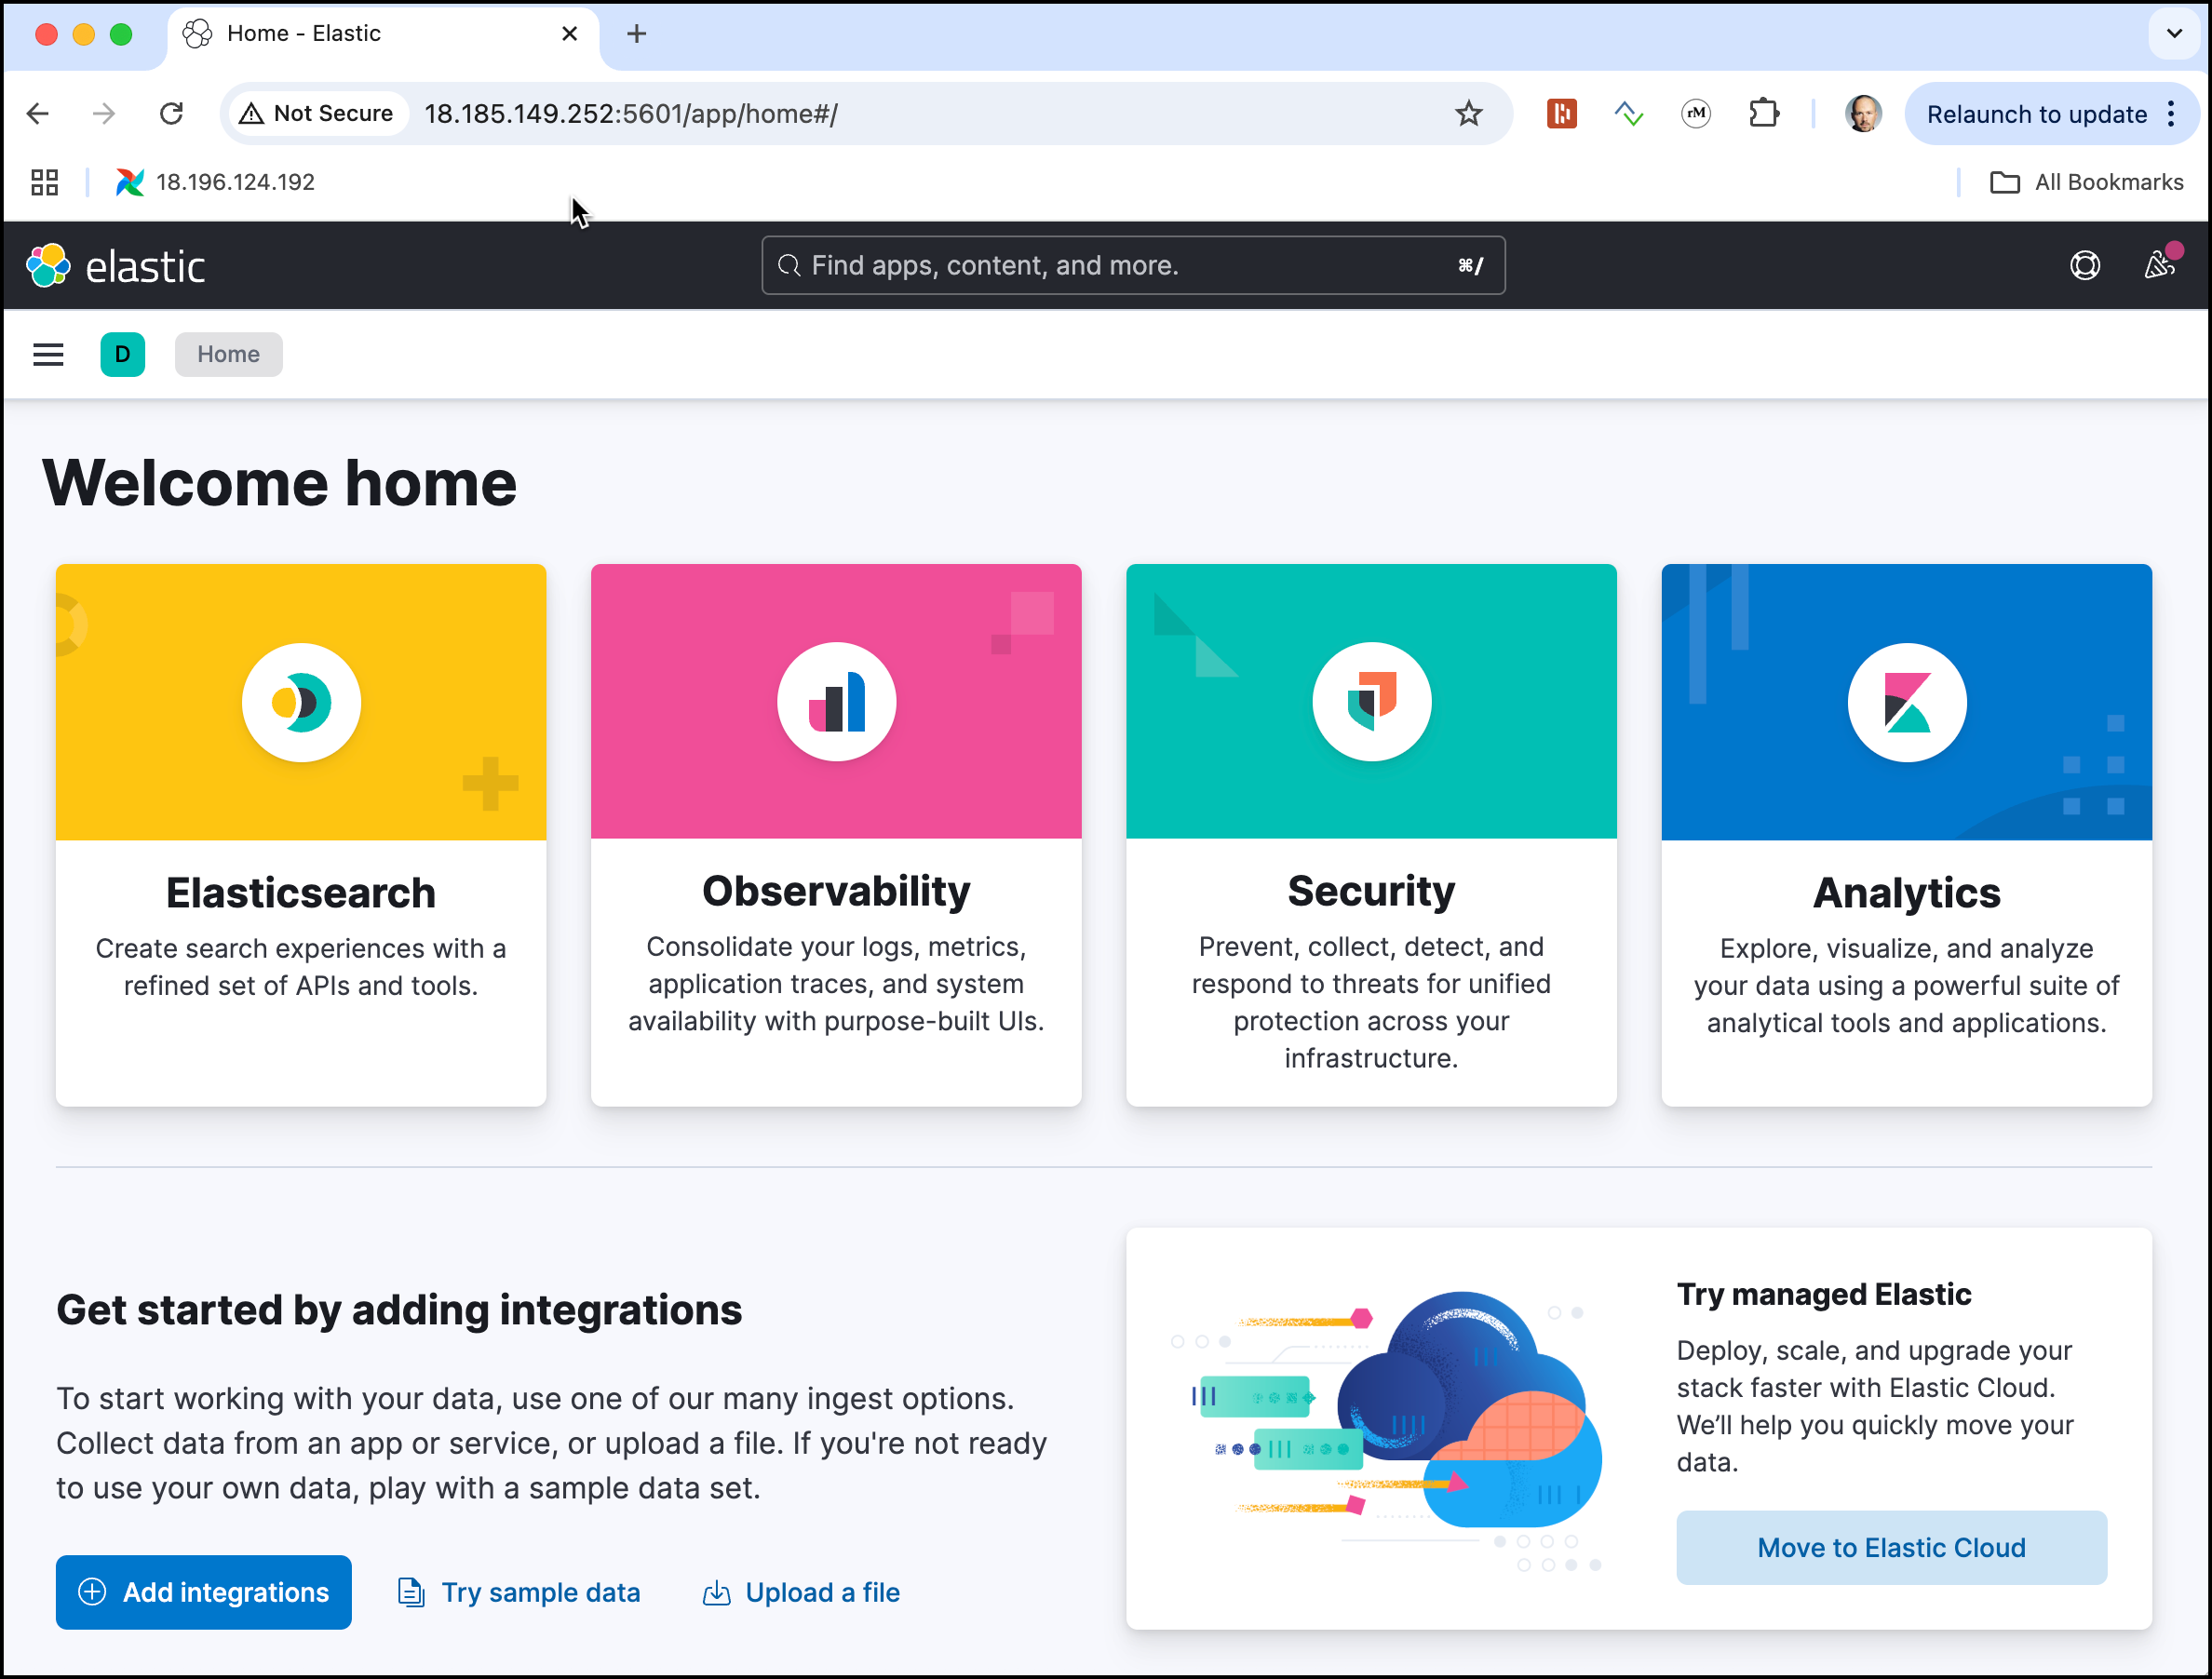 Home - Elastic
Not Secure 18.185.149.252:5601/app/home#/
rM
Relaunch to update
18.196.124.192
All Bookmarks
elastic
Find apps, content, and more. ⌘/
D Home
Welcome home
Elasticsearch
Create search experiences with a
refined set of APIs and tools.
Observability
Consolidate your logs, metrics,
application traces, and system
availability with purpose-built UIs.
Security
Prevent, collect, detect, and
respond to threats for unified
protection across your
infrastructure.
Analytics
Explore, visualize, and analyze
your data using a powerful suite of
analytical tools and applications.
Get started by adding integrations
To start working with your data, use one of our many ingest options.
Collect data from an app or service, or upload a file. If you're not ready
to use your own data, play with a sample data set.
Add integrations
Try sample data
Upload a file
Try managed Elastic
Deploy, scale, and upgrade your
stack faster with Elastic Cloud.
We’ll help you quickly move your
data.
Move to Elastic Cloud